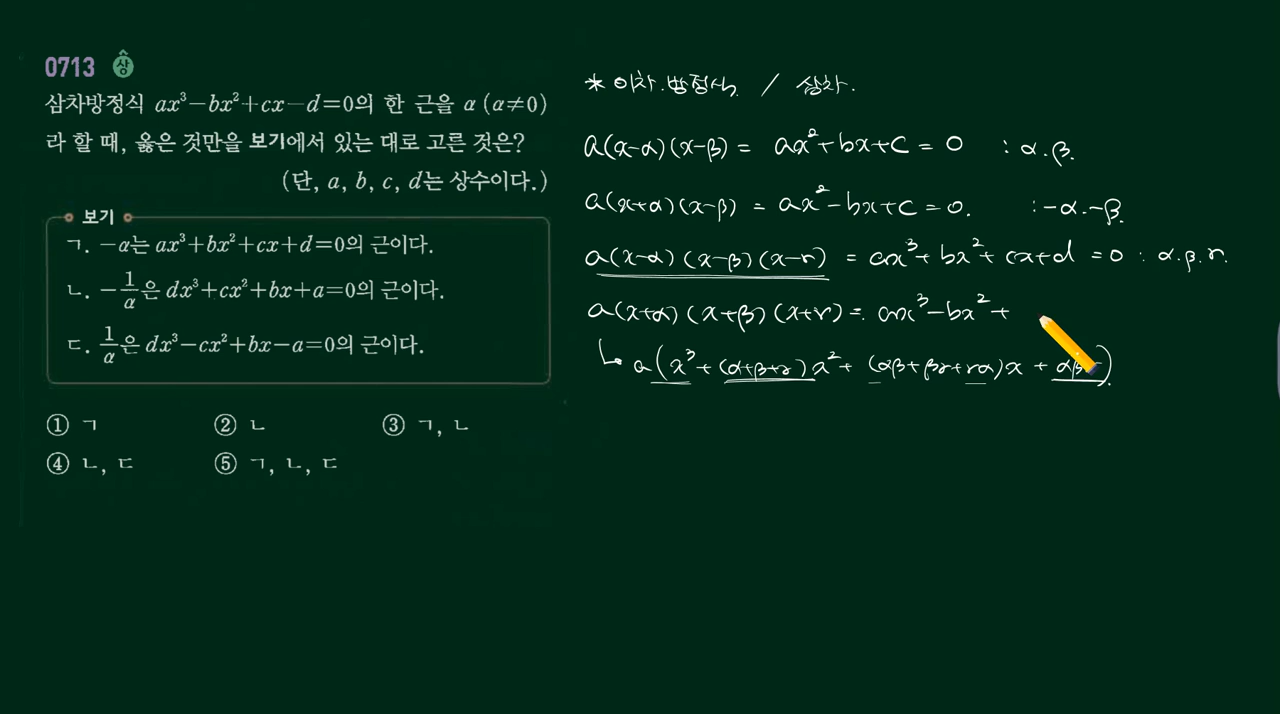 0713 상
삼차방정식 ax³−bx²+cx−d=0의 한 근을 α (α≠0)
라 할 때, 옳은 것만을 보기에서 있는 대로 고른 것은?
(단, a, b, c, d는 상수이다.)
보기
ㄱ. −α는 ax³+bx²+cx+d=0의 근이다.
ㄴ. −1/α은 dx³+cx²+bx+a=0의 근이다.
ㄷ. 1/α은 dx³−cx²+bx−a=0의 근이다.
① ㄱ ② ㄴ ③ ㄱ, ㄴ
④ ㄴ, ㄷ ⑤ ㄱ, ㄴ, ㄷ
* 이차.방정식 / 삼차.
a(x-α)(x-β) = ax²+bx+c = 0 : α.β.
a(x+α)(x-β) = ax²-bx+c=0. : -α.-β.
a(x-α)(x-β)(x-r) = ax³+bx²+cx+d =0 : α.β.r.
a(x+α)(x+β)(x+r) = ax³-bx²+
↳ a(x³+(α+β+r)x²+(αβ+βr+rα)x+αβ )